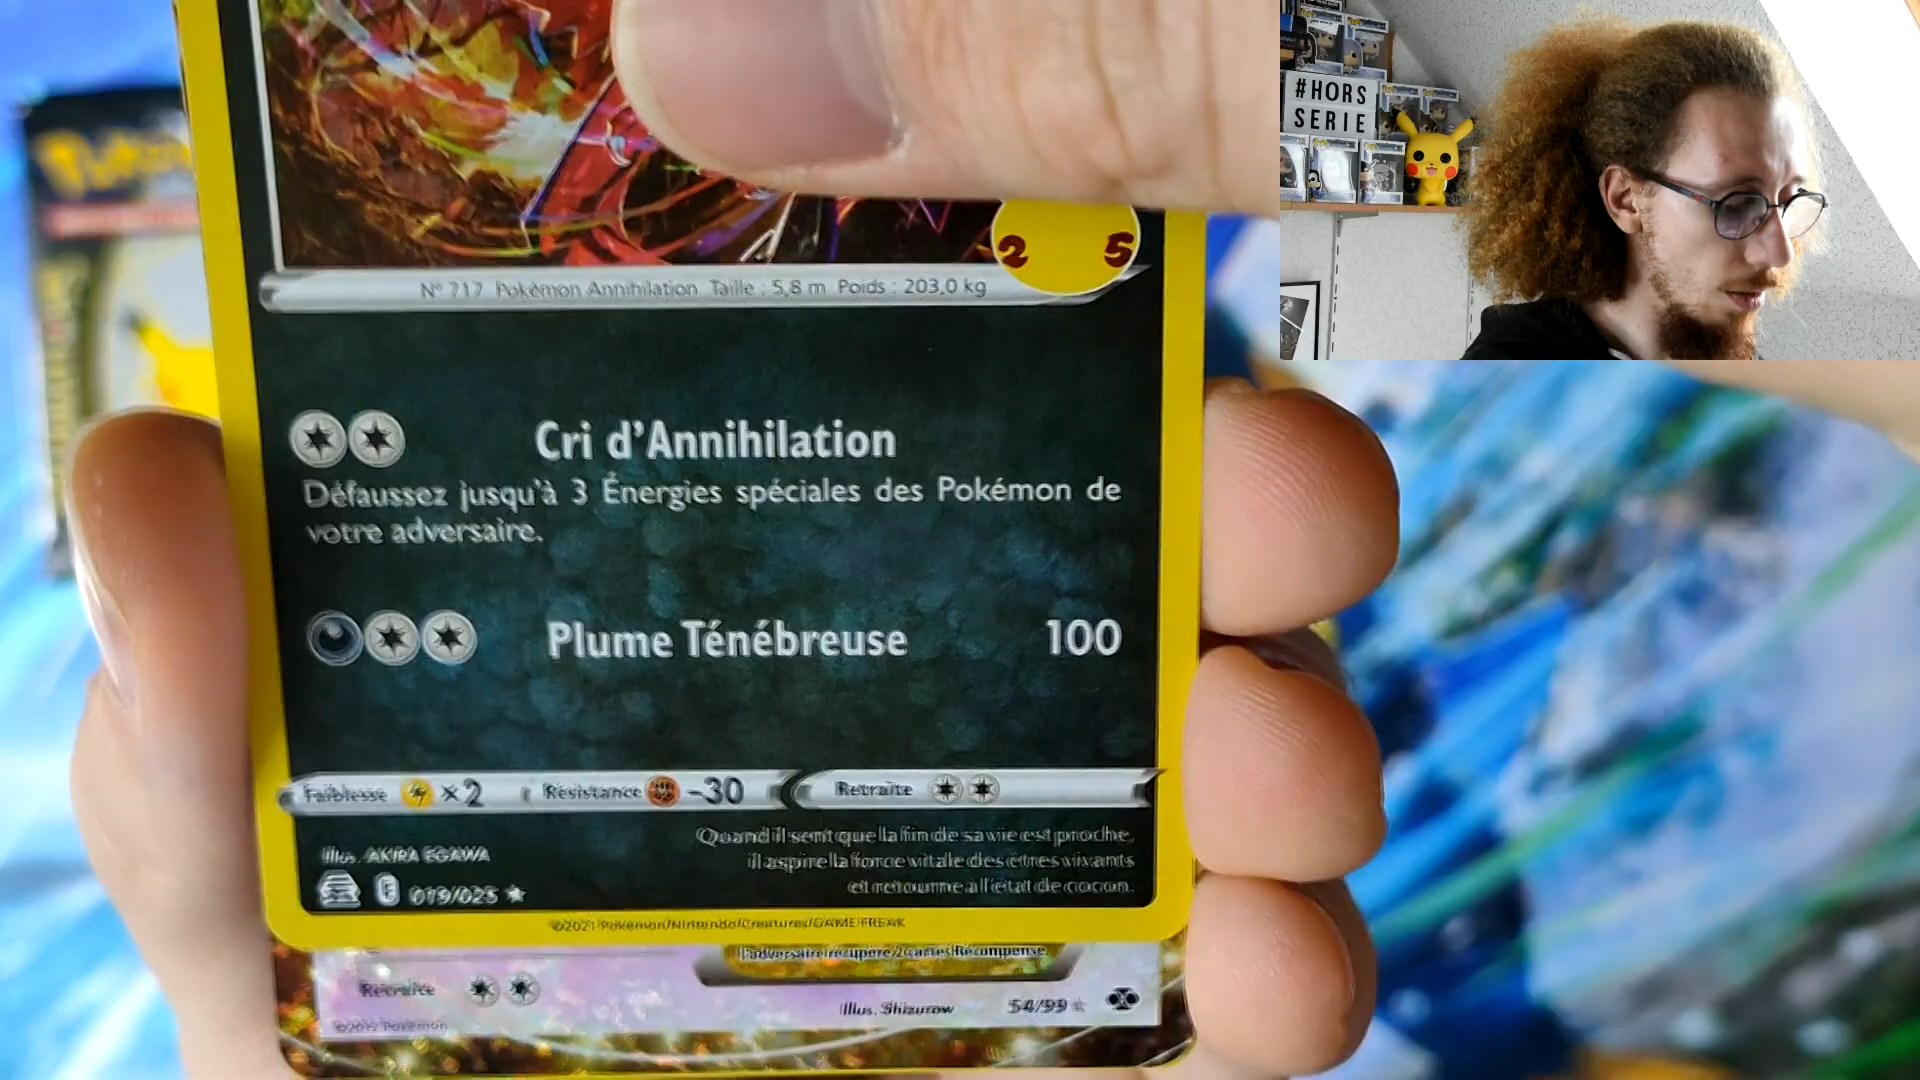 #HORS
SERIE
Pokémon
2 5
N° 717 Pokémon Annihilation Taille : 5,8 m Poids : 203,0 kg
Cri d'Annihilation
Défaussez jusqu'à 3 Énergies spéciales des Pokémon de
votre adversaire.
Plume Ténébreuse 100
Faiblesse ×2 Résistance -30 Retraite
Illus. AKIRA EGAWA
019/025
Quand il sent que la fin de sa vie est proche,
il aspire la force vitale des êtres vivants
et retourne à l'état de cocon.
©2021 Pokémon/Nintendo/Creatures/GAME FREAK
l'adversaire récupère 2 cartes Récompense.
Retraite
Illus. Shizurow 54/99
©2015 Pokémon